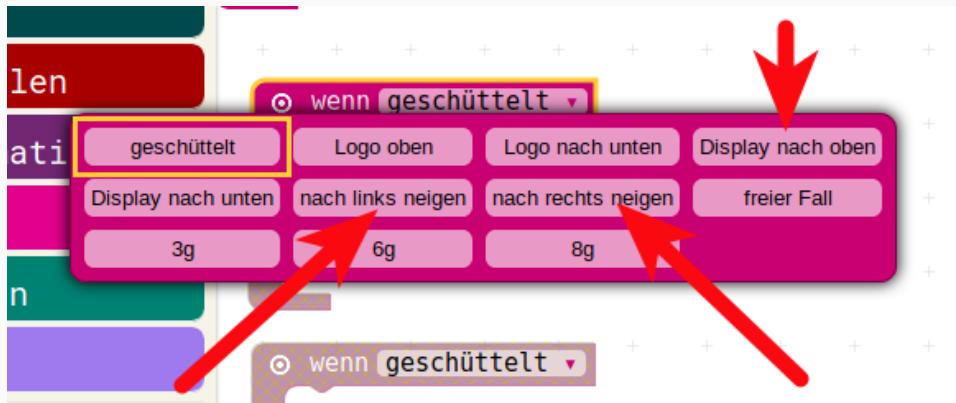 len
wenn geschüttelt
ati
geschüttelt Logo oben Logo nach unten Display nach oben
Display nach unten nach links neigen nach rechts neigen freier Fall
3g 6g 8g
n
wenn geschüttelt